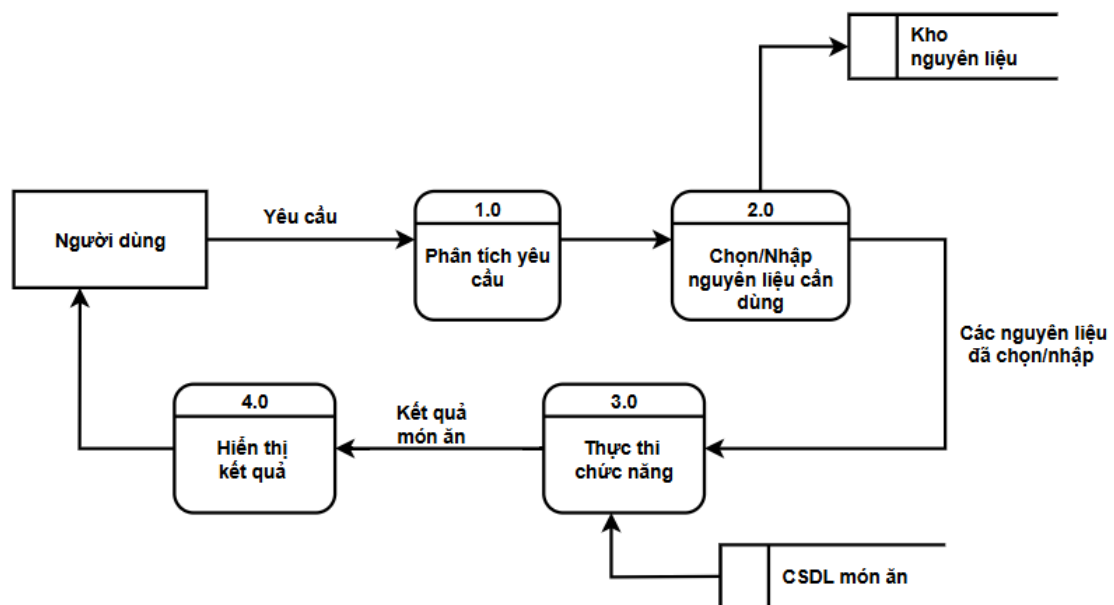 Kho
nguyên liệu
Người dùng
Yêu cầu
1.0
Phân tích yêu
cầu
2.0
Chọn/Nhập
nguyên liệu cần
dùng
Các nguyên liệu
đã chọn/nhập
4.0
Hiển thị
kết quả
Kết quả
món ăn
3.0
Thực thi
chức năng
CSDL món ăn